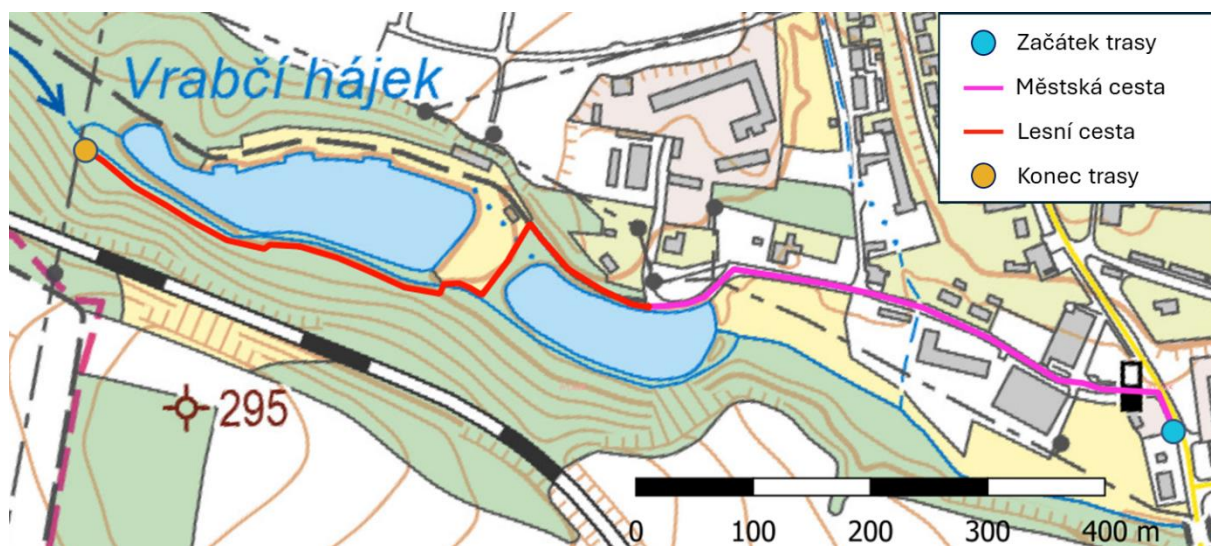 Vrabčí hájek
Začátek trasy
Městská cesta
Lesní cesta
Konec trasy
295
0 100 200 300 400 m